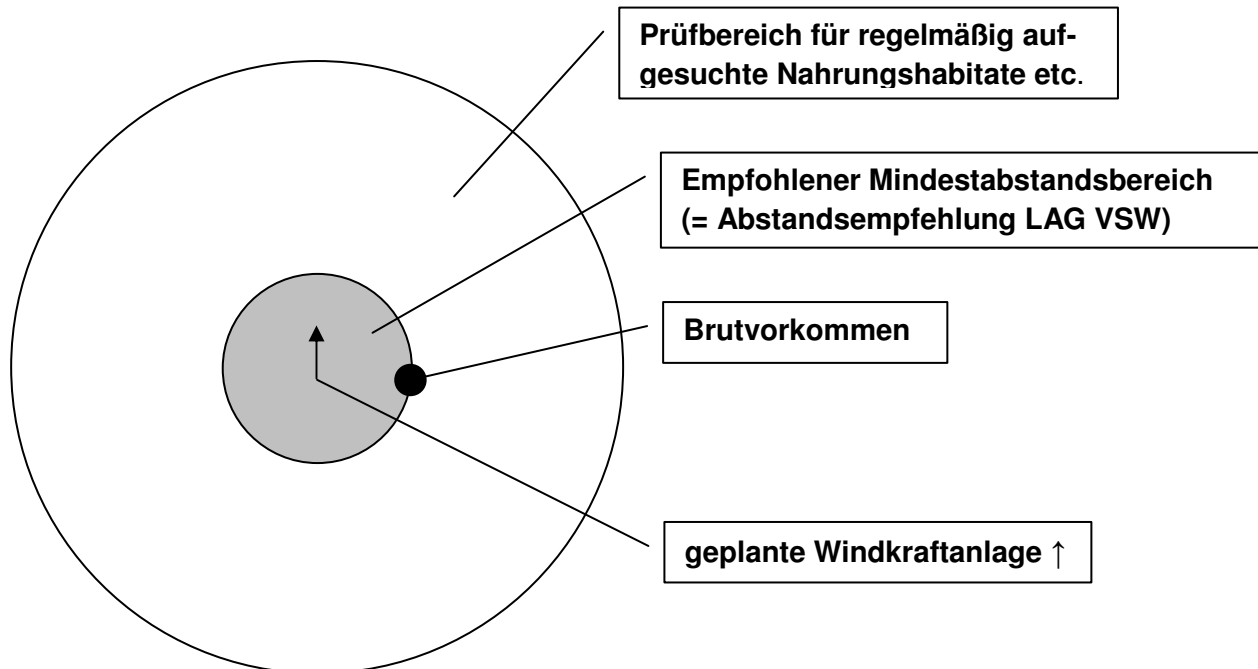 Prüfbereich für regelmäßig auf-
gesuchte Nahrungshabitate etc.
Empfohlener Mindestabstandsbereich
(= Abstandsempfehlung LAG VSW)
Brutvorkommen
geplante Windkraftanlage ↑